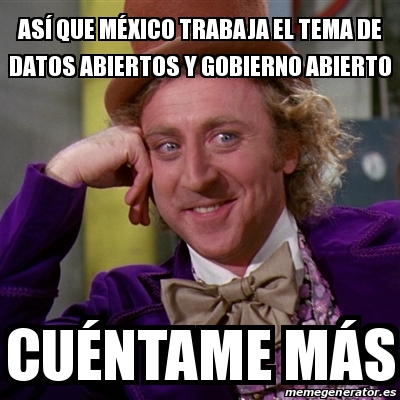 ASÍ QUE MÉXICO TRABAJA EL TEMA DE
DATOS ABIERTOS Y GOBIERNO ABIERTO
CUÉNTAME MÁS
memegenerator.es